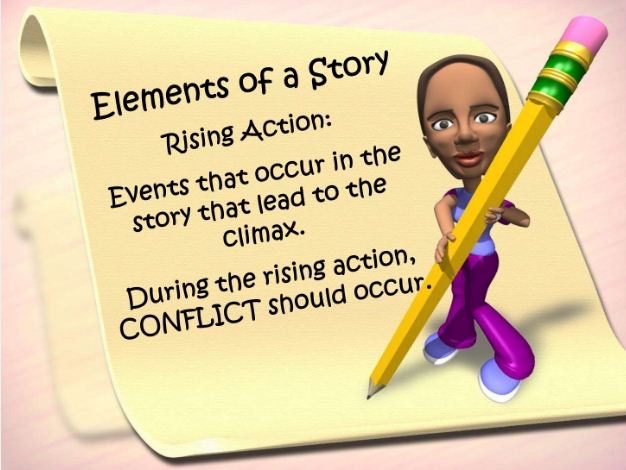 Elements of a Story
Rising Action:
Events that occur in the
story that lead to the
climax.
During the rising action,
CONFLICT should occur.